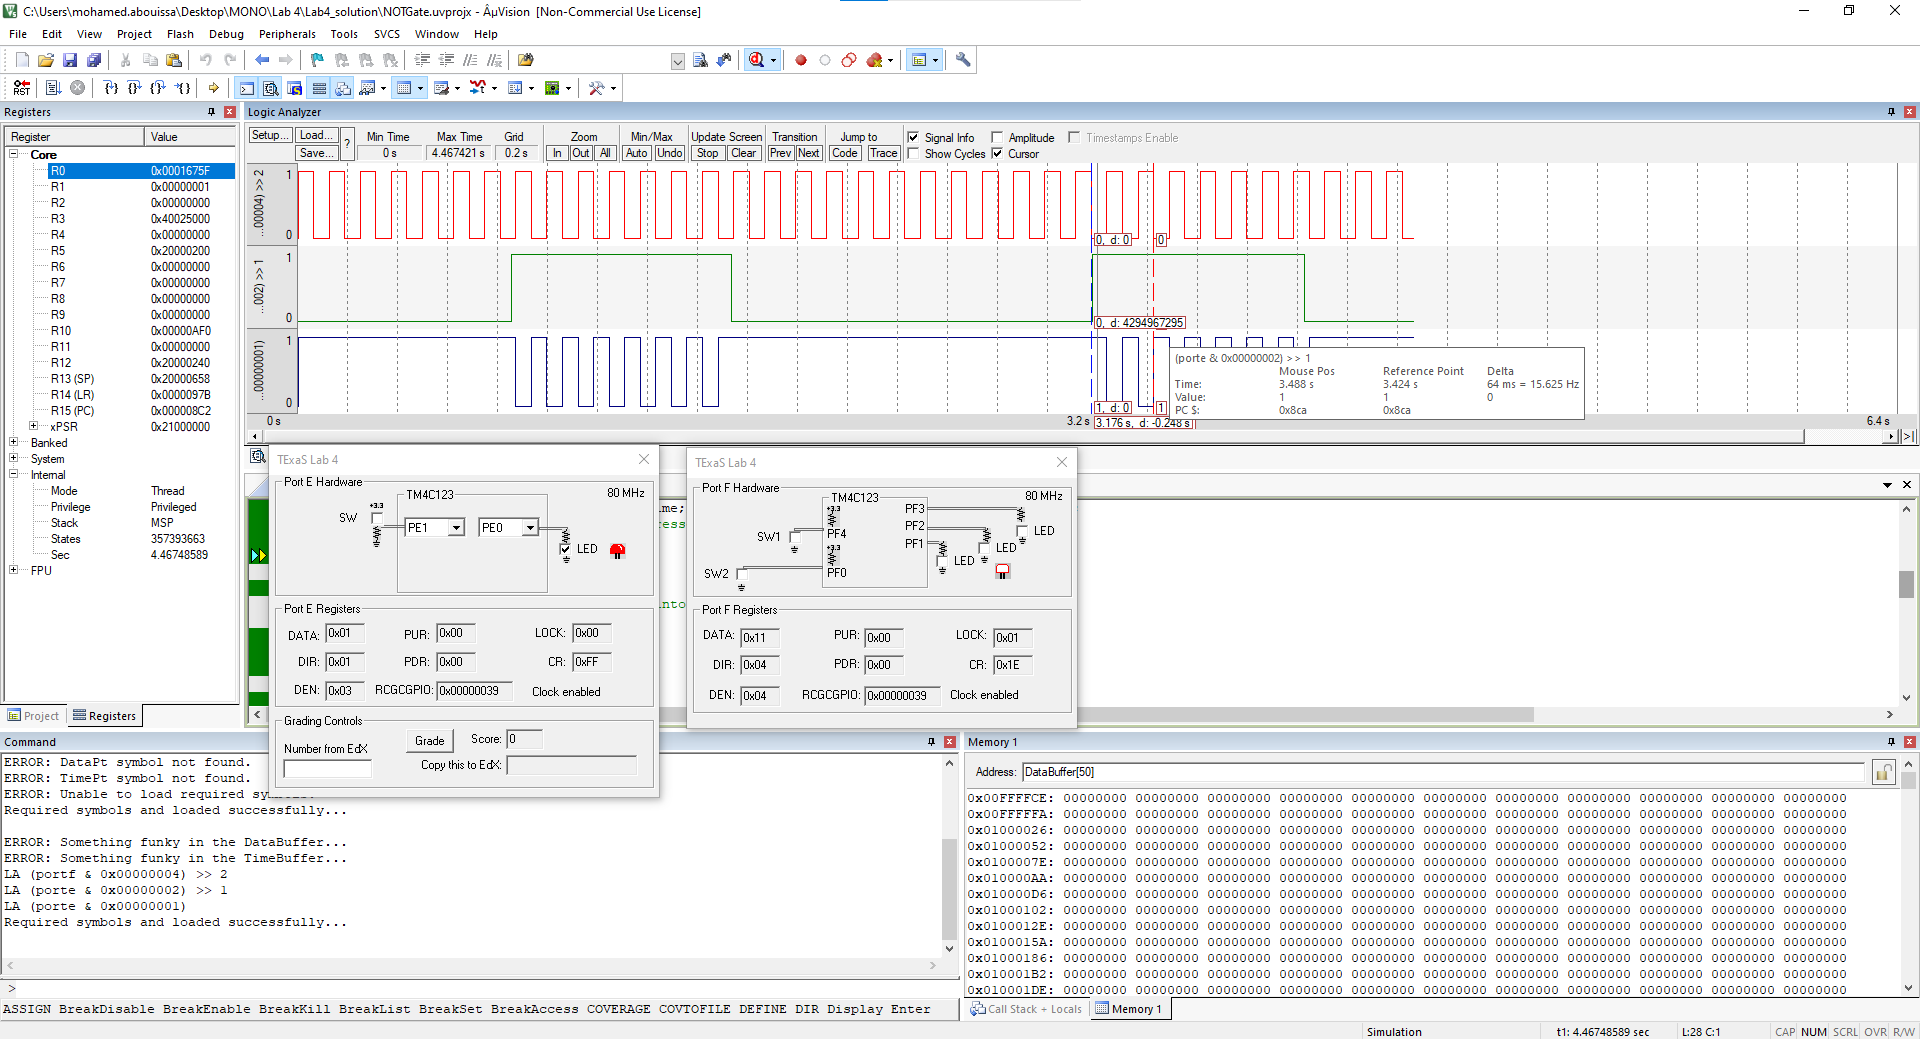 C:\Users\mohamed.abouissa\Desktop\MONO\Lab 4\Lab4_solution\NOTGate.uvprojx - ÂµVision  [Non-Commercial Use License]
File Edit View Project Flash Debug Peripherals Tools SVCS Window Help
Registers
Register Value
Core
R0 0x0001675F
R1 0x00000001
R2 0x00000000
R3 0x40025000
R4 0x00000000
R5 0x20000200
R6 0x00000000
R7 0x00000000
R8 0x00000000
R9 0x00000000
R10 0x00000AF0
R11 0x00000000
R12 0x20000240
R13 (SP) 0x20000658
R14 (LR) 0x0000097B
R15 (PC) 0x000008C2
xPSR 0x21000000
Banked
System
Internal
Mode Thread
Privilege Privileged
Stack MSP
States 357393663
Sec 4.46748589
FPU
Project Registers
Logic Analyzer
Setup... Load... ? Min Time Max Time Grid Zoom Min/Max Update Screen Transition Jump to Signal Info Amplitude Timestamps Enable
Save... 0 s 4.467421 s 0.2 s In Out All Auto Undo Stop Clear Prev Next Code Trace Show Cycles Cursor
...00004) >> 2
1
0
0, d: 0 0
...002) >> 1
1
0
0, d: 4294967295
...00000001)
1
0
1, d: 0 1
0 s 3.2 s 3.176 s, d: -0.248 s 6.4 s
(porte & 0x00000002) >> 1
Mouse Pos Reference Point Delta
Time: 3.488 s 3.424 s 64 ms = 15.625 Hz
Value: 1 1 0
PC $: 0x8ca 0x8ca
TExaS Lab 4
Port E Hardware
TM4C123 80 MHz
+3.3
SW PE1 PE0
LED
Port E Registers
DATA: 0x01 PUR: 0x00 LOCK: 0x00
DIR: 0x01 PDR: 0x00 CR: 0xFF
DEN: 0x03 RCGCGPIO: 0x00000039 Clock enabled
Grading Controls
Number from EdX Grade Score: 0
Copy this to EdX:
TExaS Lab 4
Port F Hardware
TM4C123 80 MHz
+3.3 PF3
PF2 LED
SW1 PF4 PF1 LED
+3.3 LED
SW2 PF0
Port F Registers
DATA: 0x11 PUR: 0x00 LOCK: 0x01
DIR: 0x04 PDR: 0x00 CR: 0x1E
DEN: 0x04 RCGCGPIO: 0x00000039 Clock enabled
ime;
ress
into
Command
ERROR: DataPt symbol not found.
ERROR: TimePt symbol not found.
ERROR: Unable to load required sy
Required symbols and loaded successfully...
ERROR: Something funky in the DataBuffer...
ERROR: Something funky in the TimeBuffer...
LA (portf & 0x00000004) >> 2
LA (porte & 0x00000002) >> 1
LA (porte & 0x00000001)
Required symbols and loaded successfully...
>
ASSIGN BreakDisable BreakEnable BreakKill BreakList BreakSet BreakAccess COVERAGE COVTOFILE DEFINE DIR Display Enter
Memory 1
Address: DataBuffer[50]
0x00FFFFCE: 00000000 00000000 00000000 00000000 00000000 00000000 00000000 00000000 00000000 00000000 00000000
0x00FFFFFA: 00000000 00000000 00000000 00000000 00000000 00000000 00000000 00000000 00000000 00000000 00000000
0x01000026: 00000000 00000000 00000000 00000000 00000000 00000000 00000000 00000000 00000000 00000000 00000000
0x01000052: 00000000 00000000 00000000 00000000 00000000 00000000 00000000 00000000 00000000 00000000 00000000
0x0100007E: 00000000 00000000 00000000 00000000 00000000 00000000 00000000 00000000 00000000 00000000 00000000
0x010000AA: 00000000 00000000 00000000 00000000 00000000 00000000 00000000 00000000 00000000 00000000 00000000
0x010000D6: 00000000 00000000 00000000 00000000 00000000 00000000 00000000 00000000 00000000 00000000 00000000
0x01000102: 00000000 00000000 00000000 00000000 00000000 00000000 00000000 00000000 00000000 00000000 00000000
0x0100012E: 00000000 00000000 00000000 00000000 00000000 00000000 00000000 00000000 00000000 00000000 00000000
0x0100015A: 00000000 00000000 00000000 00000000 00000000 00000000 00000000 00000000 00000000 00000000 00000000
0x01000186: 00000000 00000000 00000000 00000000 00000000 00000000 00000000 00000000 00000000 00000000 00000000
0x010001B2: 00000000 00000000 00000000 00000000 00000000 00000000 00000000 00000000 00000000 00000000 00000000
0x010001DE: 00000000 00000000 00000000 00000000 00000000 00000000 00000000 00000000 00000000 00000000 00000000
Call Stack + Locals Memory 1
Simulation t1: 4.46748589 sec L:28 C:1 CAP NUM SCRL OVR R/W